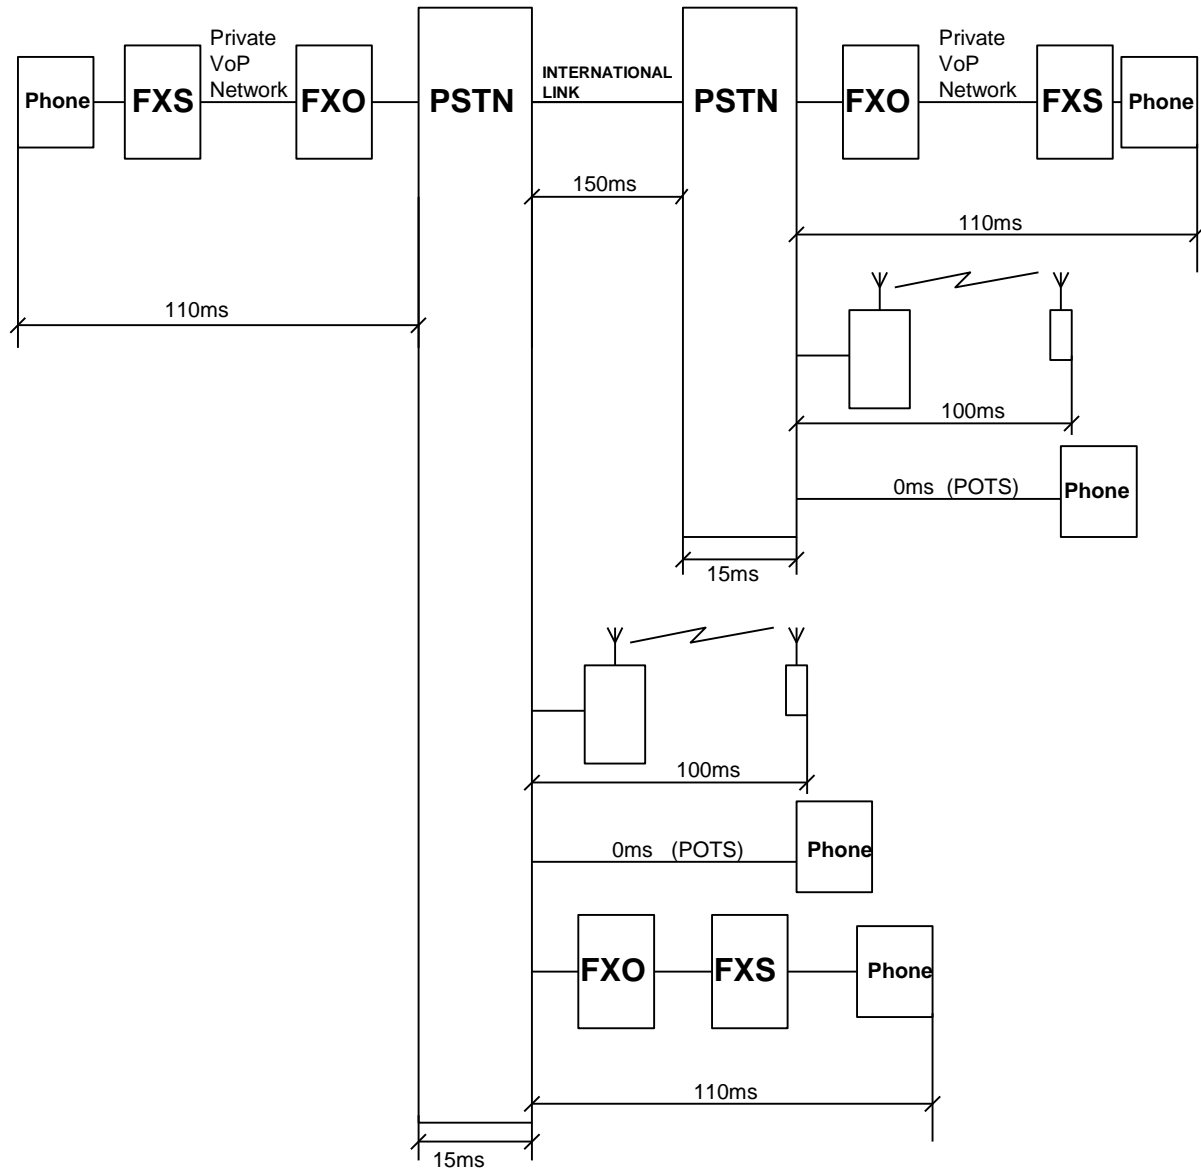 Private
VoP
Network
Phone
FXS
FXO
PSTN
INTERNATIONAL
LINK
PSTN
FXO
Private
VoP
Network
FXS
Phone
150ms
110ms
110ms
100ms
0ms (POTS)
Phone
15ms
100ms
0ms (POTS)
Phone
FXO
FXS
Phone
110ms
15ms